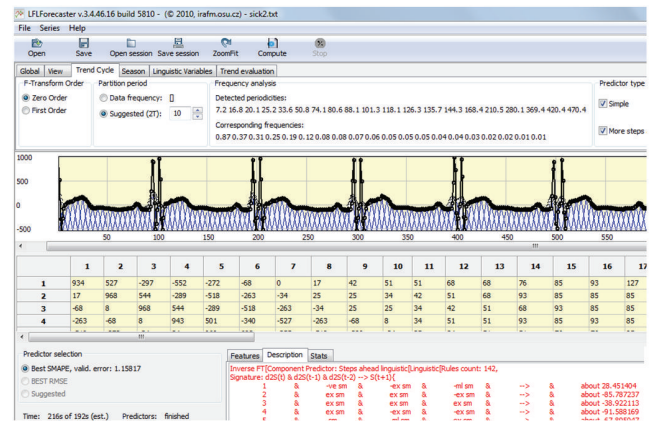 LFLForecaster v.3.4.46.16 build 5810 - (© 2010, irafm.osu.cz) - sick2.txt
File Series Help
Open Save Open session Save session ZoomFit Compute Stop
Global View Trend Cycle Season Linguistic Variables Trend evaluation
F-Transform Order Partition period Frequency analysis Predictor type
Zero Order Data frequency: [] Detected periodicities:
First Order Suggested (2T): 10 7.2 16.8 20.1 25.2 33.6 50.8 74.1 80.6 88.1 101.3 118.1 126.3 135.7 144.3 168.4 210.5 280.1 369.4 420.4 470.4 Simple
Corresponding frequencies:
0.87 0.37 0.31 0.25 0.19 0.12 0.08 0.08 0.07 0.06 0.05 0.05 0.05 0.04 0.04 0.03 0.02 0.02 0.01 0.01 More steps
1000
500
0
-500
50 100 150 200 250 300 350 400 450 500 550
1 2 3 4 5 6 7 8 9 10 11 12 13 14 15 16 17
1 934 527 -297 -552 -272 -68 0 17 42 51 51 68 68 76 85 93 127
2 17 968 544 -289 -518 -263 -34 25 25 34 42 51 68 93 85 85 85
3 -68 8 968 544 -289 -518 -263 -34 25 34 42 51 68 93 85 85 85
4 -263 -68 8 943 501 -340 -527 -263 -68 8 34 51 51 93 85 93 85
Predictor selection Features Description Stats
Best SMAPE, valid. error: 1.15817 Inverse FT[Component Predictor: Steps ahead linguistic[Linguistic[Rules count: 142,
BEST RMSE Signature: d2S(t) & d2S(t-1) & d2S(t-2) --> S(t+1){
Suggested 1 & -ve sm & -ex sm & -ml sm & --> & about 28.451404
2 & ex sm & ex sm & -ex sm & --> & about -85.787237
3 & ex sm & ex sm & ex sm & --> & about -38.922113
Time: 216s of 192s (est.) Predictors: finished 4 & -ex sm & ex sm & -ex sm & --> & about -91.588169